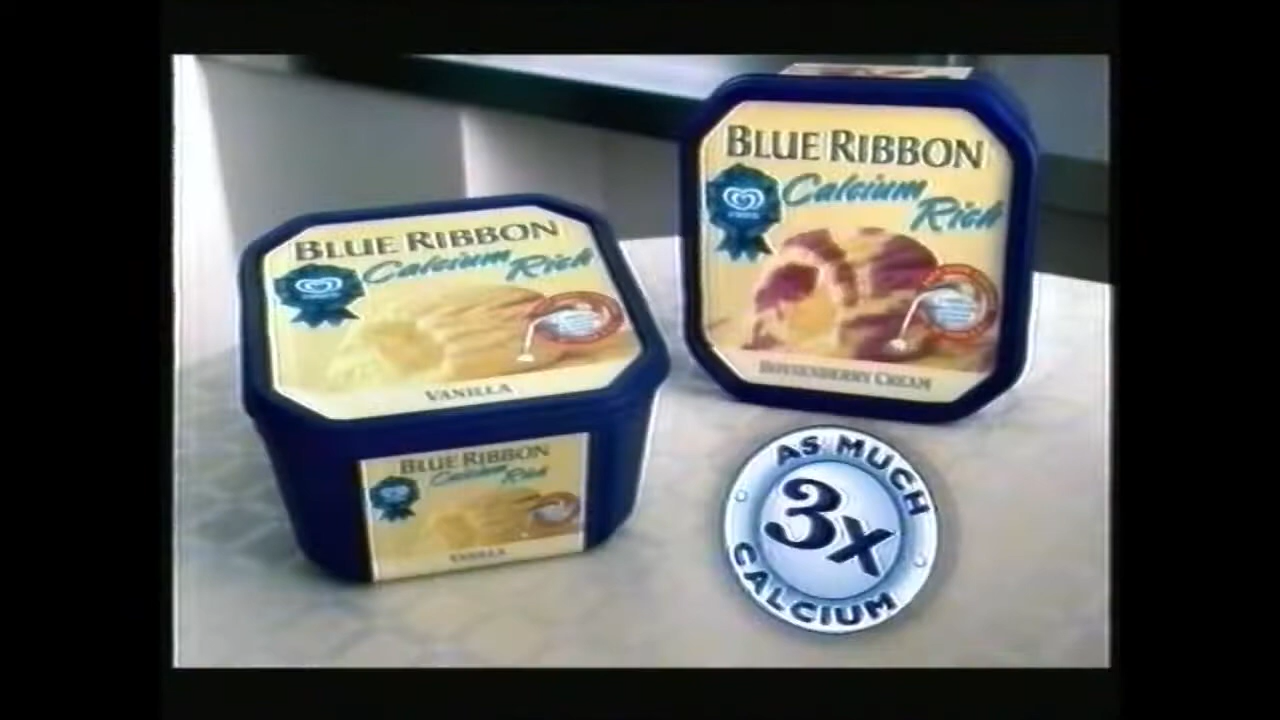 BLUE RIBBON
Calcium Rich
VANILLA
BLUE RIBBON
Calcium Rich
VANILLA
BLUE RIBBON
Calcium
Rich
BOYSENBERRY CREAM
AS MUCH
3x
CALCIUM